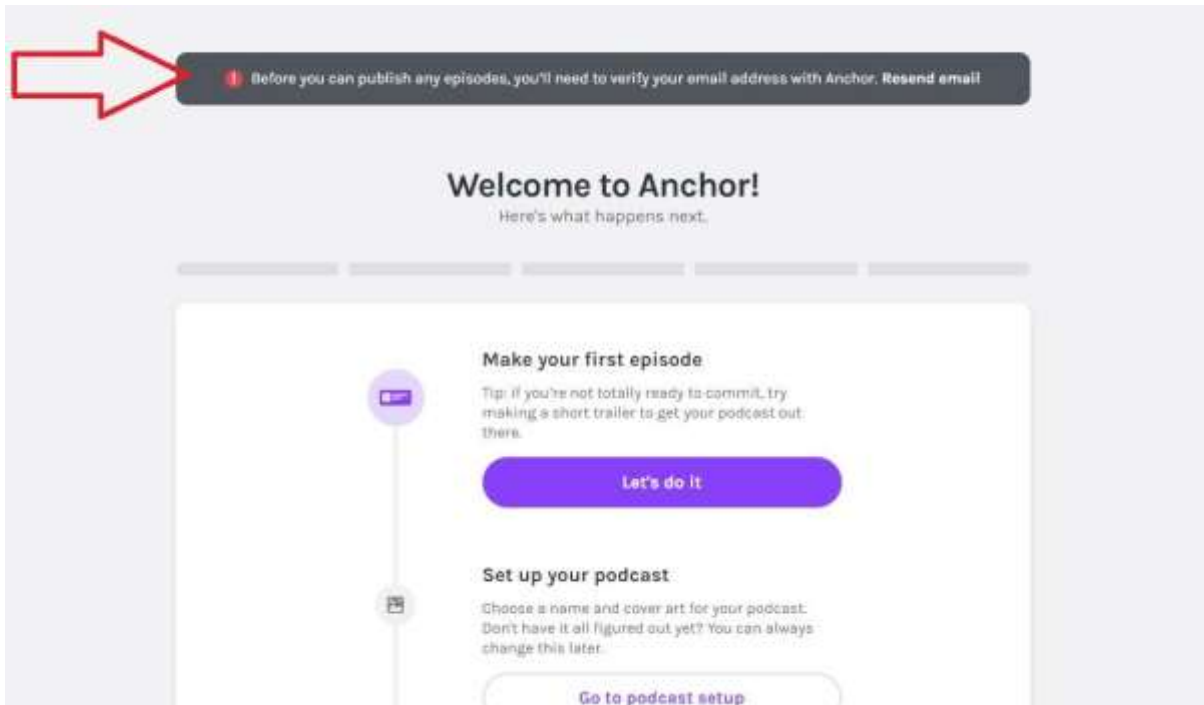 Before you can publish any episodes, you'll need to verify your email address with Anchor. Resend email
Welcome to Anchor!
Here's what happens next.
Make your first episode
Tip: if you're not totally ready to commit, try
making a short trailer to get your podcast out
there.
Let's do it
Set up your podcast
Choose a name and cover art for your podcast.
Don't have it all figured out yet? You can always
change this later.
Go to podcast setup